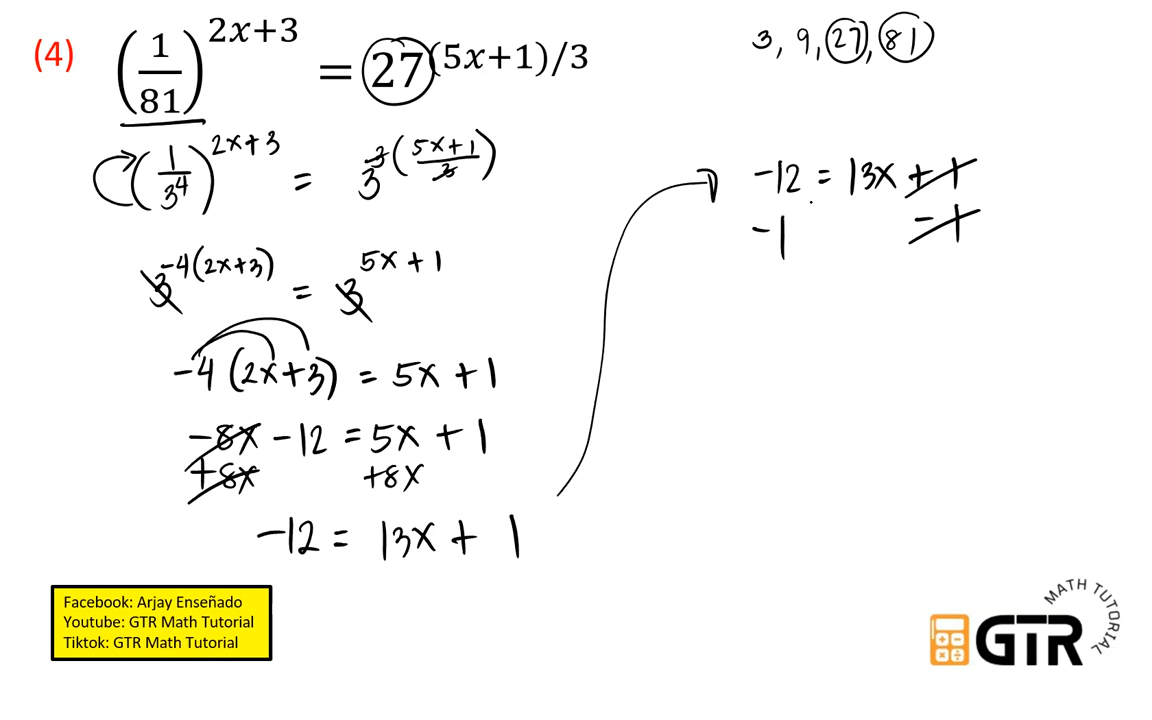 (4) (1/81)^(2x+3) = 27^((5x+1)/3)
(1/3^4)^(2x+3) = 3^(3((5x+1)/3))
3^(-4(2x+3)) = 3^(5x+1)
-4(2x+3) = 5x+1
-8x-12 = 5x+1
+8x +8x
-12 = 13x+1
3, 9, 27, 81
-12 = 13x+1
-1 -1
Facebook: Arjay Enseñado
Youtube: GTR Math Tutorial
Tiktok: GTR Math Tutorial
GTR
MATH TUTORIAL